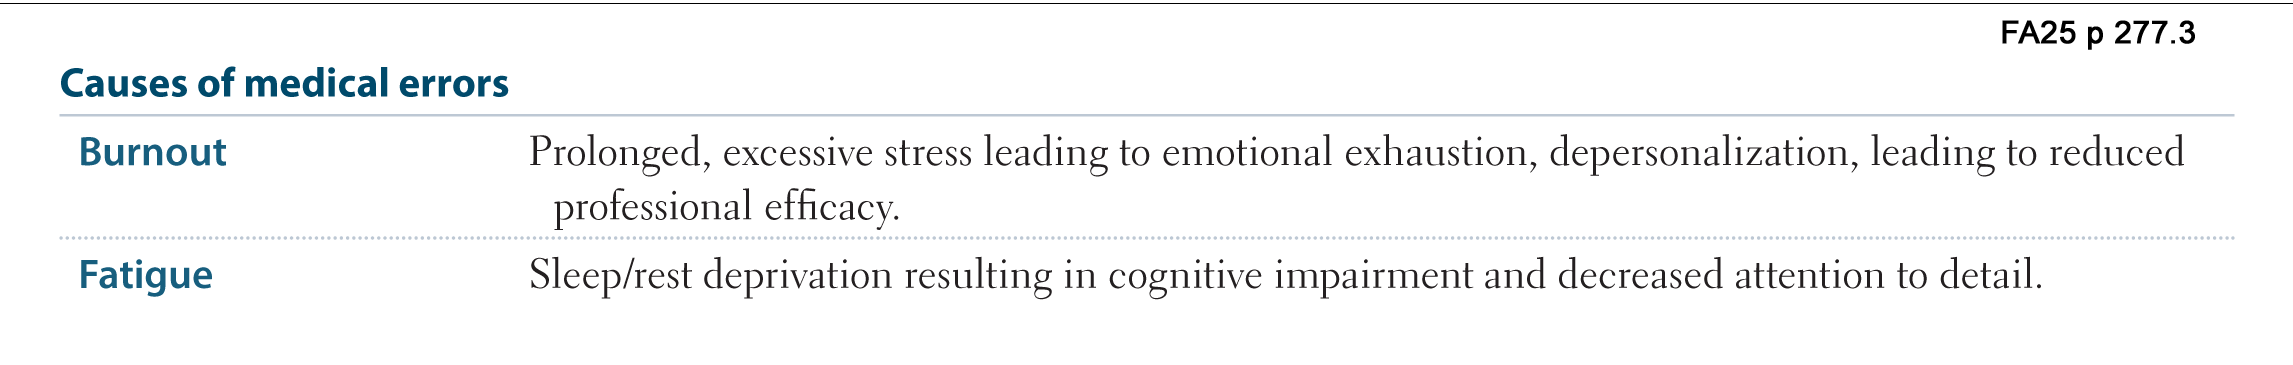 FA25 p 277.3
Causes of medical errors
Burnout Prolonged, excessive stress leading to emotional exhaustion, depersonalization, leading to reduced
professional efficacy.
Fatigue Sleep/rest deprivation resulting in cognitive impairment and decreased attention to detail.